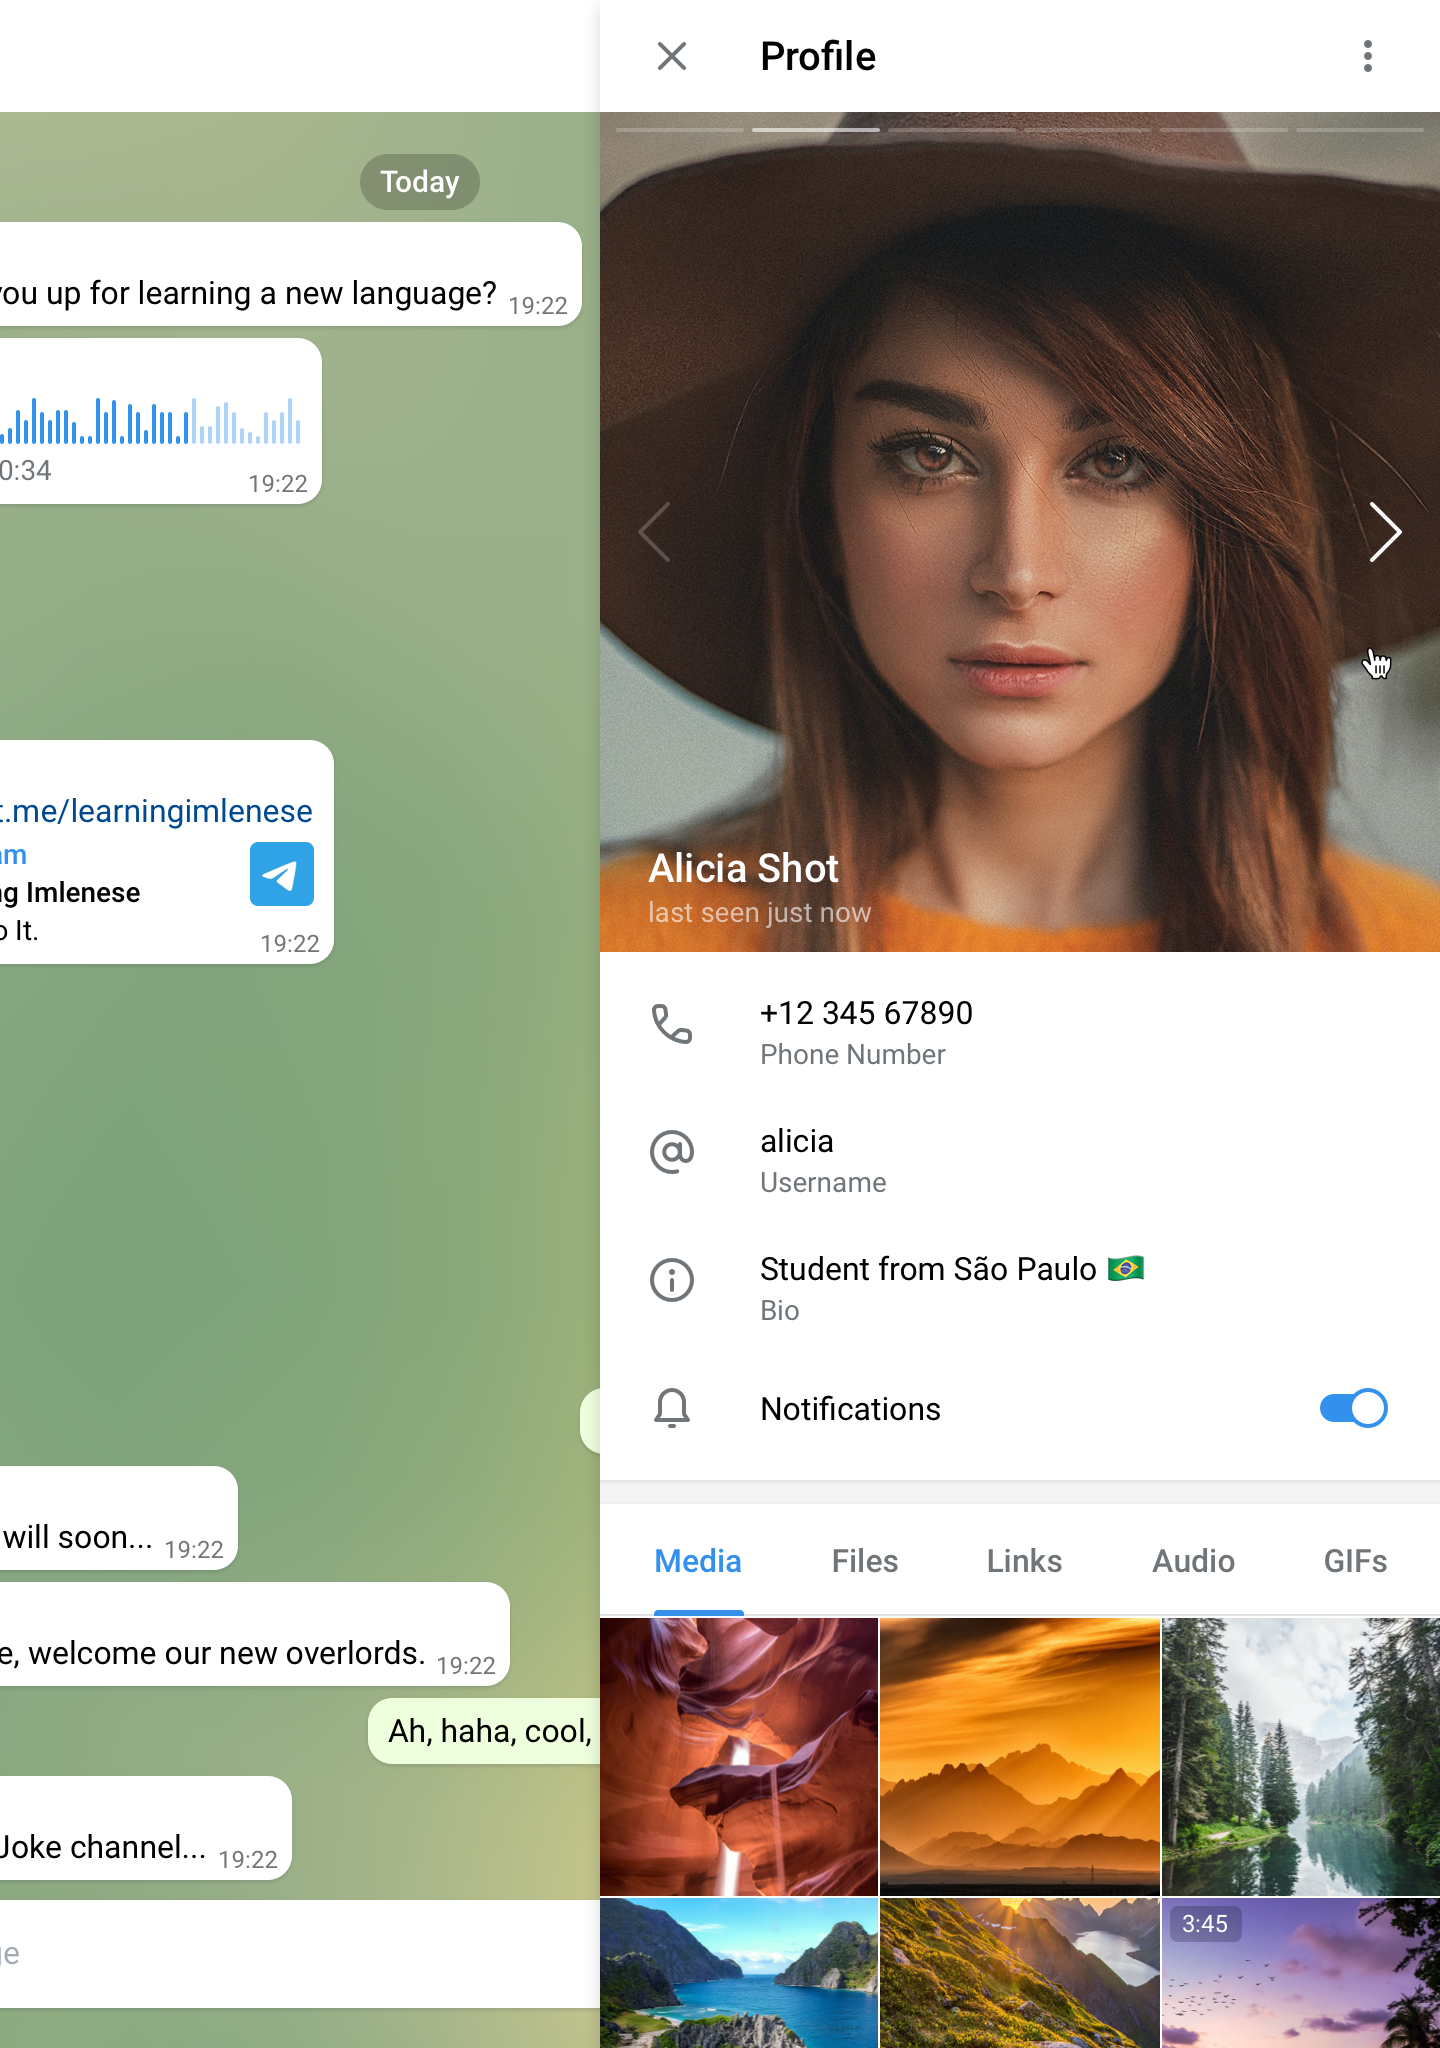 Today
you up for learning a new language? 19:22
0:34 19:22
t.me/learningimlenese
Imlenese
It.
19:22
will soon... 19:22
welcome our new overlords. 19:22
Ah, haha, cool,
Joke channel... 19:22
Profile
Alicia Shot
last seen just now
+12 345 67890
Phone Number
alicia
Username
Student from São Paulo 🇧🇷
Bio
Notifications
Media Files Links Audio GIFs
3:45